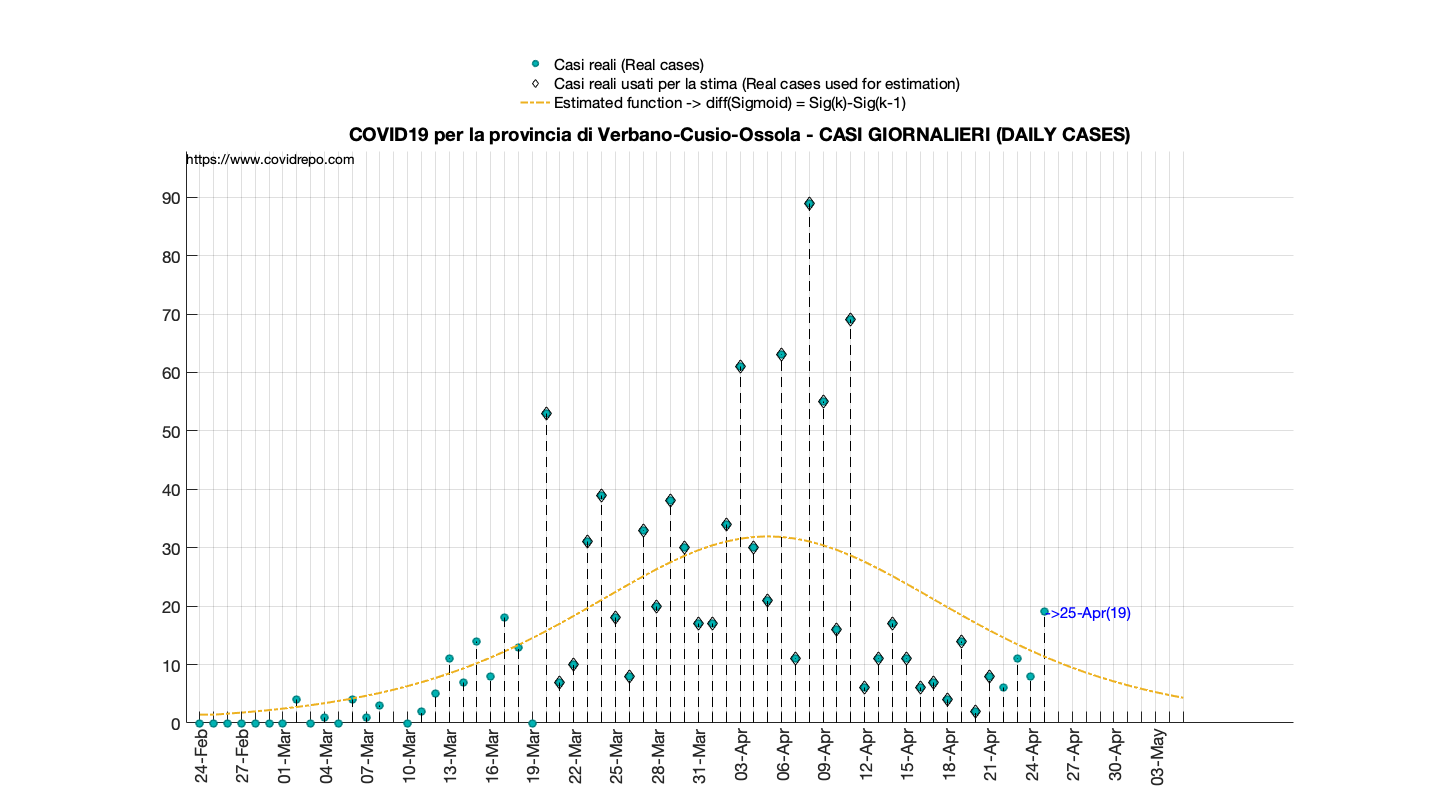 Casi reali (Real cases)
Casi reali usati per la stima (Real cases used for estimation)
Estimated function -> diff(Sigmoid) = Sig(k)-Sig(k-1)
COVID19 per la provincia di Verbano-Cusio-Ossola - CASI GIORNALIERI (DAILY CASES)
https://www.covidrepo.com
90
80
70
60
50
40
30
20
10
0
->25-Apr(19)
24-Feb
27-Feb
01-Mar
04-Mar
07-Mar
10-Mar
13-Mar
16-Mar
19-Mar
22-Mar
25-Mar
28-Mar
31-Mar
03-Apr
06-Apr
09-Apr
12-Apr
15-Apr
18-Apr
21-Apr
24-Apr
27-Apr
30-Apr
03-May